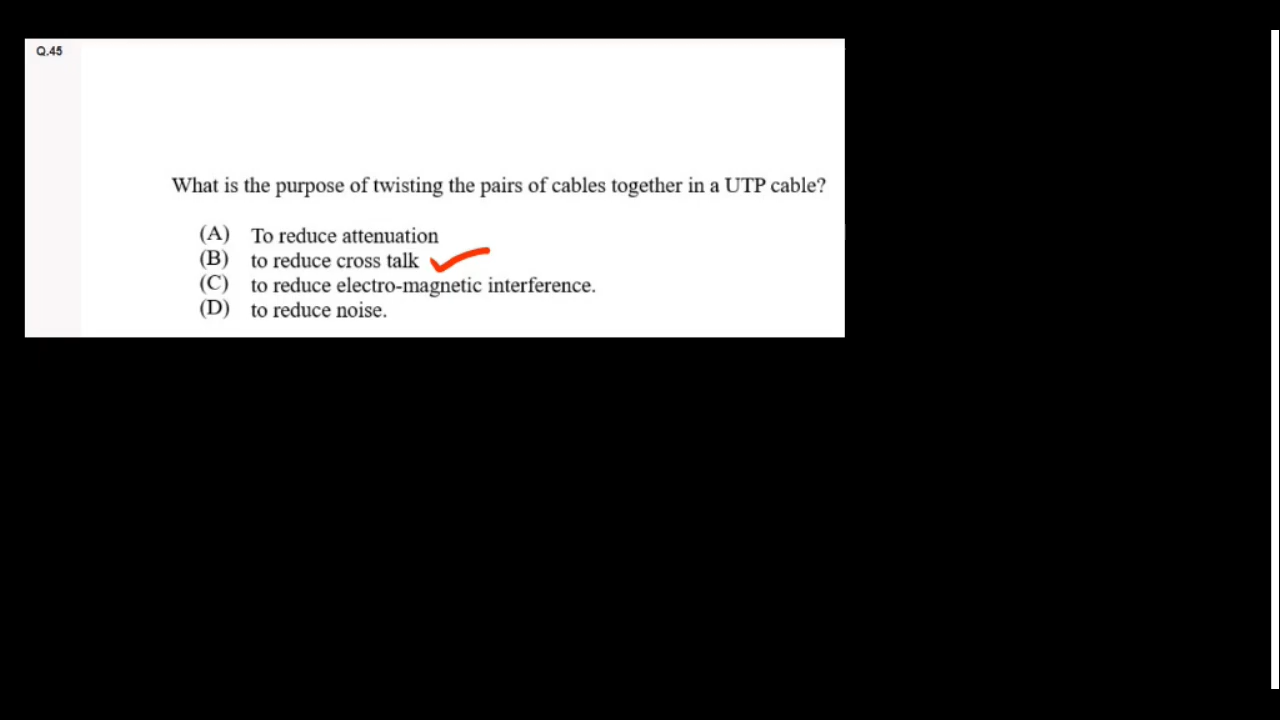 Q.45
What is the purpose of twisting the pairs of cables together in a UTP cable?
(A) To reduce attenuation
(B) to reduce cross talk
(C) to reduce electro-magnetic interference.
(D) to reduce noise.